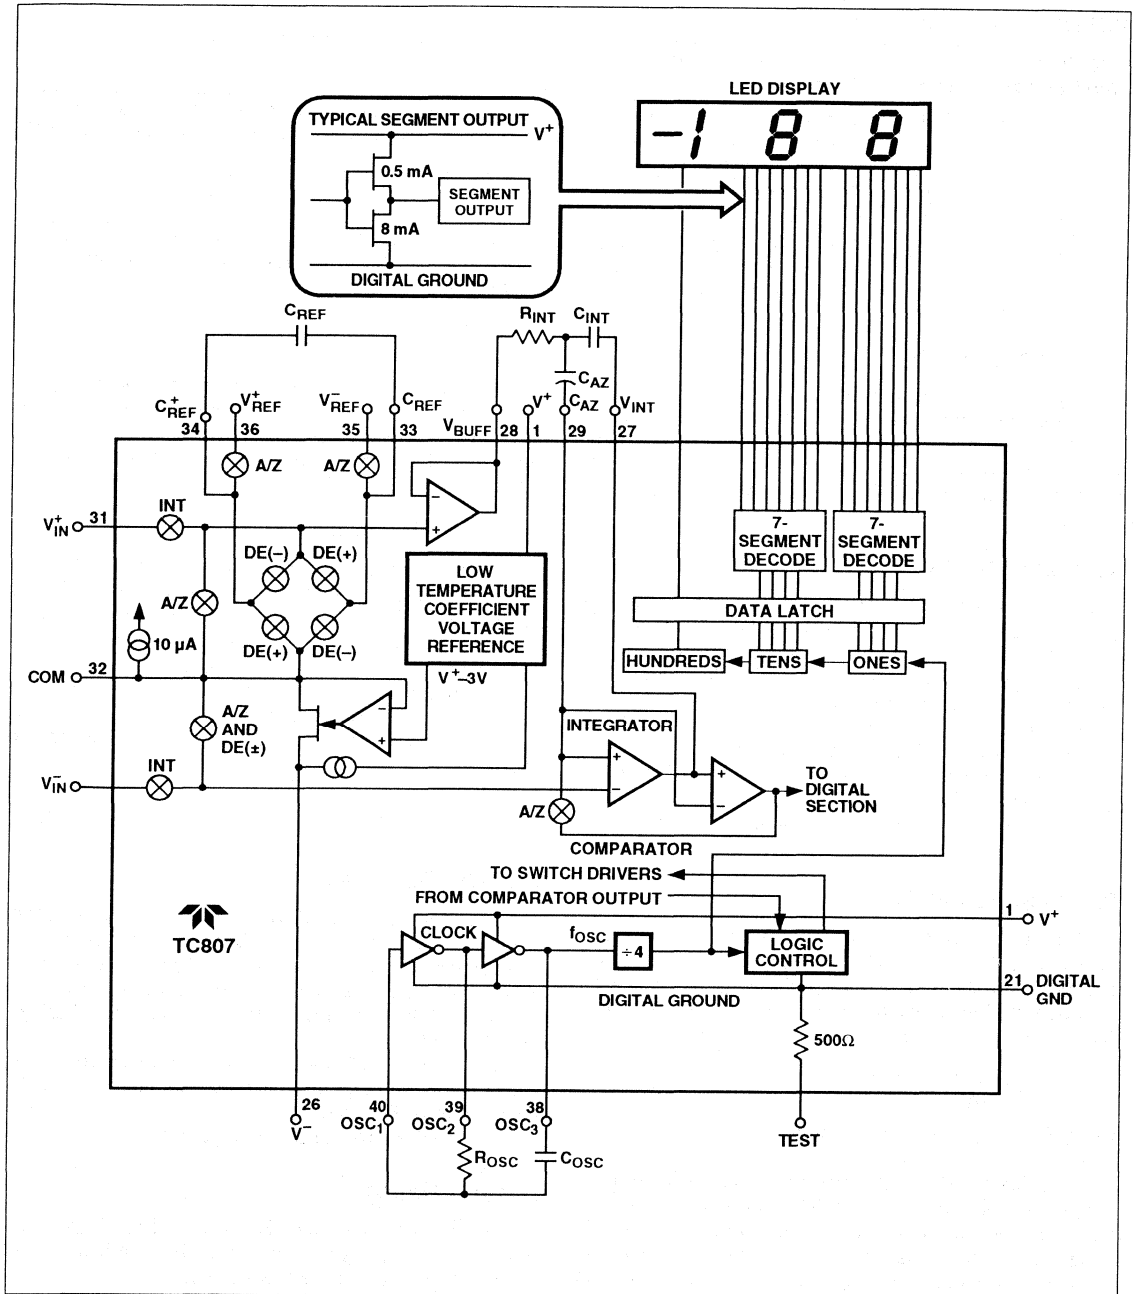 LED DISPLAY
-1 8 8
TYPICAL SEGMENT OUTPUT
V+
0.5 mA
SEGMENT
OUTPUT
8 mA
DIGITAL GROUND
CREF
RINT
CINT
CAZ
C+REF
V+REF
V–REF
CREF
VBUFF
V+
CAZ
VINT
34
36
35
33
28
1
29
27
A/Z
A/Z
V+IN
31
INT
–
+
7-
SEGMENT
DECODE
7-
SEGMENT
DECODE
DE(–)
DE(+)
LOW
TEMPERATURE
COEFFICIENT
VOLTAGE
REFERENCE
A/Z
DATA LATCH
10 µA
DE(+)
DE(–)
HUNDREDS
TENS
ONES
COM
32
V+–3V
–
+
A/Z
AND
DE(±)
INTEGRATOR
V–IN
INT
+
–
+
–
TO
DIGITAL
SECTION
A/Z
COMPARATOR
TO SWITCH DRIVERS
FROM COMPARATOR OUTPUT
TC807
1
V+
CLOCK
fOSC
÷4
LOGIC
CONTROL
21
DIGITAL
GND
DIGITAL GROUND
500Ω
26
V–
40
OSC1
39
OSC2
38
OSC3
TEST
ROSC
COSC